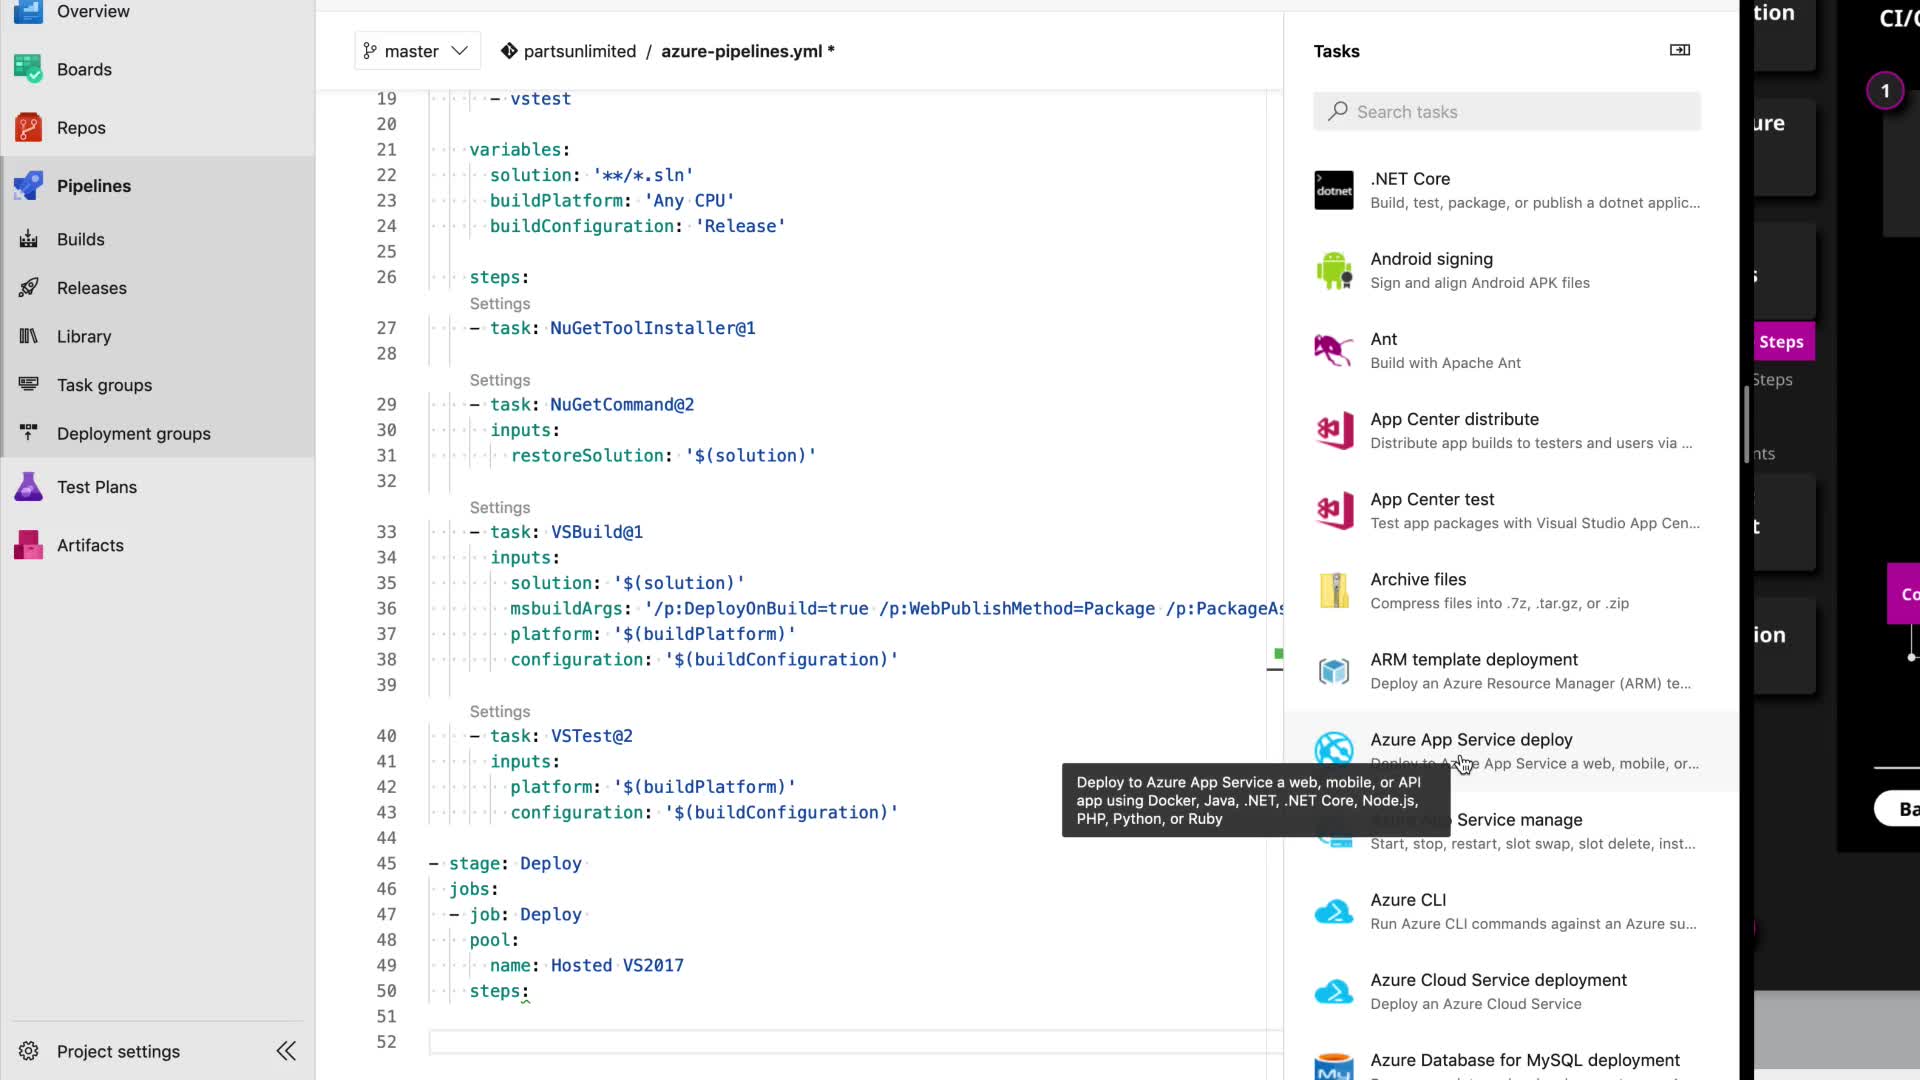 Overview
Boards
Repos
Pipelines
Builds
Releases
Library
Task groups
Deployment groups
Test Plans
Artifacts
Project settings
master
partsunlimited / azure-pipelines.yml *
19 - vstest
20
21 variables:
22 solution: '**/*.sln'
23 buildPlatform: 'Any CPU'
24 buildConfiguration: 'Release'
25
26 steps:
Settings
27 - task: NuGetToolInstaller@1
28
Settings
29 - task: NuGetCommand@2
30 inputs:
31 restoreSolution: '$(solution)'
32
Settings
33 - task: VSBuild@1
34 inputs:
35 solution: '$(solution)'
36 msbuildArgs: '/p:DeployOnBuild=true /p:WebPublishMethod=Package /p:PackageAs
37 platform: '$(buildPlatform)'
38 configuration: '$(buildConfiguration)'
39
Settings
40 - task: VSTest@2
41 inputs:
42 platform: '$(buildPlatform)'
43 configuration: '$(buildConfiguration)'
44
45 - stage: Deploy
46 jobs:
47 - job: Deploy
48 pool:
49 name: Hosted VS2017
50 steps:
51
52
Tasks
Search tasks
dotnet
.NET Core
Build, test, package, or publish a dotnet applic...
Android signing
Sign and align Android APK files
Ant
Build with Apache Ant
App Center distribute
Distribute app builds to testers and users via ...
App Center test
Test app packages with Visual Studio App Cen...
Archive files
Compress files into .7z, .tar.gz, or .zip
ARM template deployment
Deploy an Azure Resource Manager (ARM) te...
Azure App Service deploy
Deploy to Azure App Service a web, mobile, or...
Deploy to Azure App Service a web, mobile, or API
app using Docker, Java, .NET, .NET Core, Node.js,
PHP, Python, or Ruby
Service manage
Start, stop, restart, slot swap, slot delete, inst...
Azure CLI
Run Azure CLI commands against an Azure su...
Azure Cloud Service deployment
Deploy an Azure Cloud Service
My
Azure Database for MySQL deployment
tion
ure
s
Steps
Steps
nts
t
ion
CI/C
1
Co
Ba